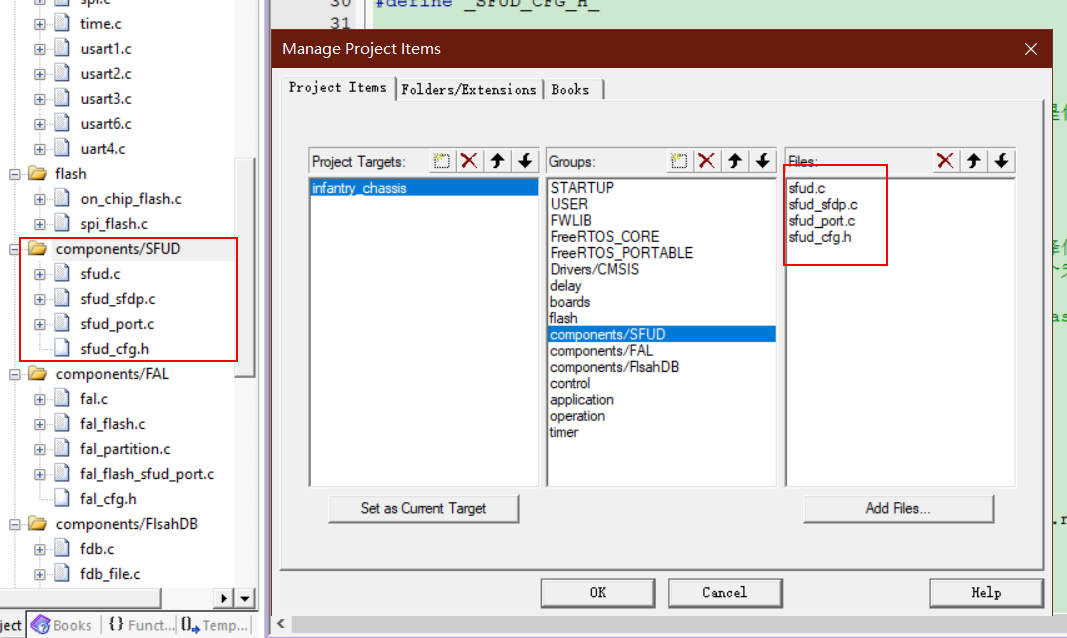 spi.c
time.c
usart1.c
usart2.c
usart3.c
usart6.c
uart4.c
flash
on_chip_flash.c
spi_flash.c
components/SFUD
sfud.c
sfud_sfdp.c
sfud_port.c
sfud_cfg.h
components/FAL
fal.c
fal_flash.c
fal_partition.c
fal_flash_sfud_port.c
fal_cfg.h
components/FlsahDB
fdb.c
fdb_file.c
ject
Books
{} Funct...
Temp...
30 #define _SFUD_CFG_H_
31
Manage Project Items
Project Items
Folders/Extensions
Books
Project Targets:
infantry_chassis
Set as Current Target
Groups:
STARTUP
USER
FWLIB
FreeRTOS_CORE
FreeRTOS_PORTABLE
Drivers/CMSIS
delay
boards
flash
components/SFUD
components/FAL
components/FlsahDB
control
application
operation
timer
Files:
sfud.c
sfud_sfdp.c
sfud_port.c
sfud_cfg.h
Add Files...
OK
Cancel
Help